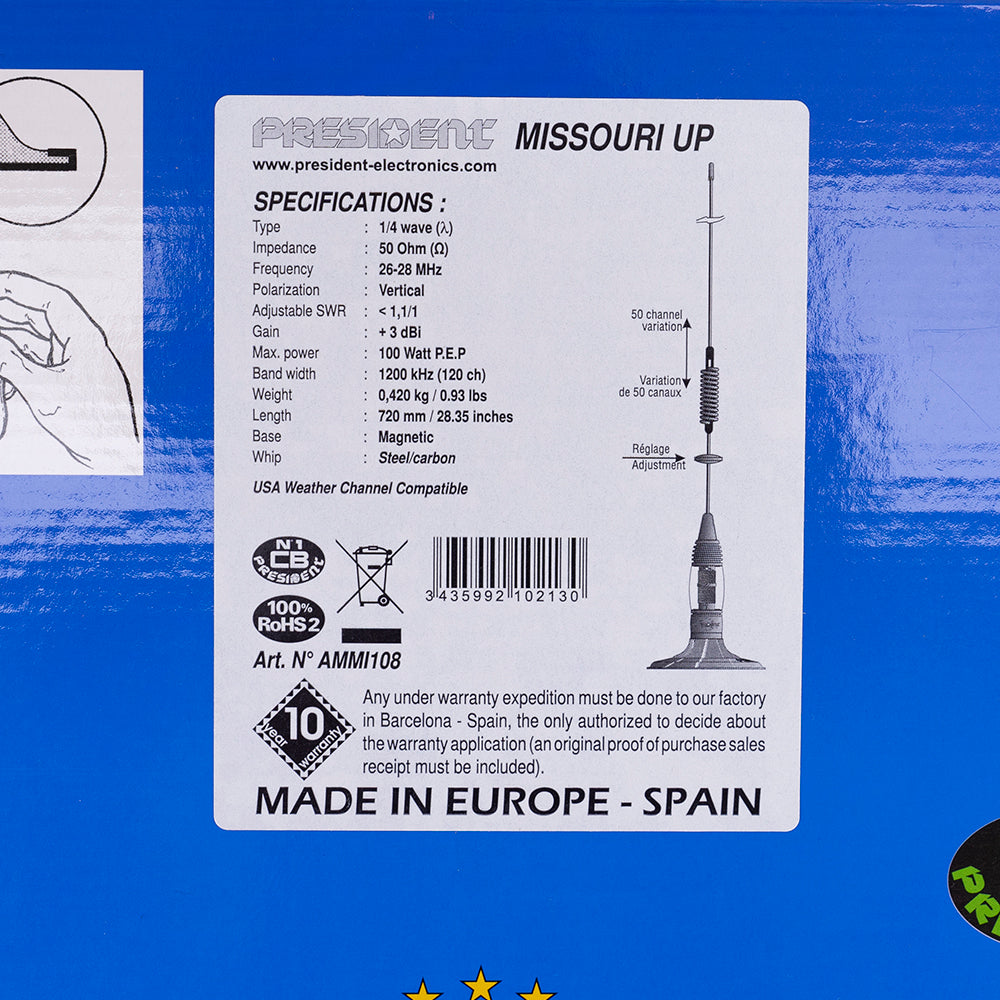 PRESIDENT MISSOURI UP
www.president-electronics.com
SPECIFICATIONS :
Type : 1/4 wave (λ)
Impedance : 50 Ohm (Ω)
Frequency : 26-28 MHz
Polarization : Vertical
Adjustable SWR : < 1,1/1
Gain : + 3 dBi
Max. power : 100 Watt P.E.P
Band width : 1200 kHz (120 ch)
Weight : 0,420 kg / 0.93 lbs
Length : 720 mm / 28.35 inches
Base : Magnetic
Whip : Steel/carbon
USA Weather Channel Compatible
50 channel
variation
Variation
de 50 canaux
Réglage
Adjustment
N°1
CB
PRESIDENT
100%
RoHS2
3 435992 102130
Art. N° AMMI108
10
year warranty
Any under warranty expedition must be done to our factory
in Barcelona - Spain, the only authorized to decide about
the warranty application (an original proof of purchase sales
receipt must be included).
MADE IN EUROPE - SPAIN